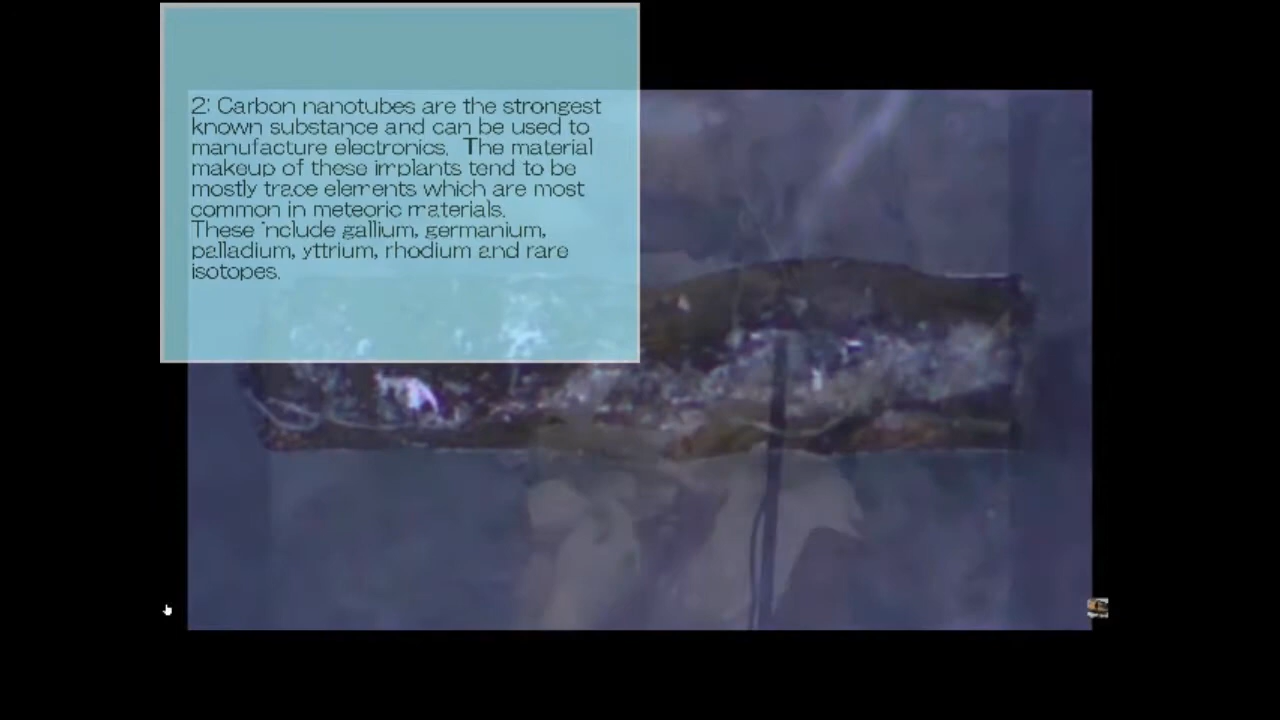 2: Carbon nanotubes are the strongest
known substance and can be used to
manufacture electronics. The material
makeup of these implants tend to be
mostly trace elements which are most
common in meteoric materials.
These include gallium, germanium,
palladium, yttrium, rhodium and rare
isotopes.